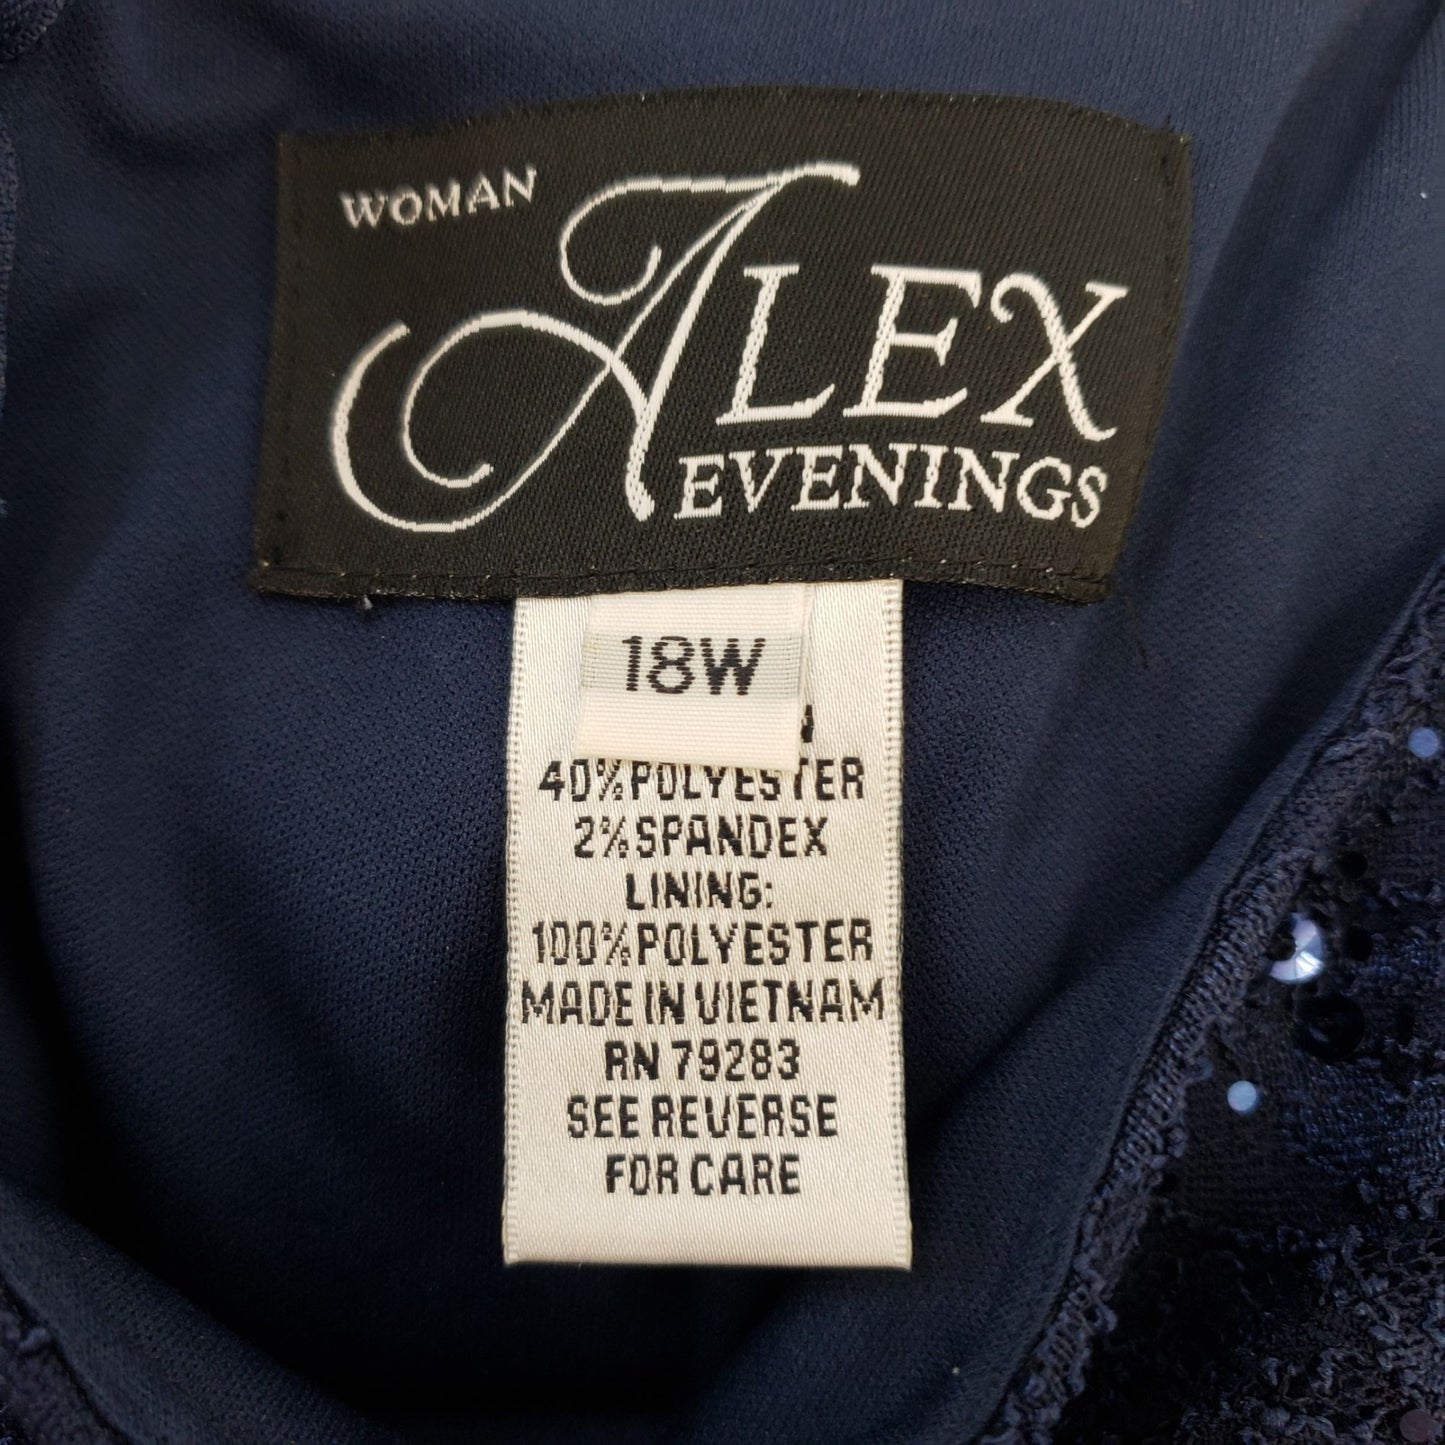 WOMAN
ALEX
EVENINGS
18W
40% POLYESTER
2% SPANDEX
LINING:
100% POLYESTER
MADE IN VIETNAM
RN 79283
SEE REVERSE
FOR CARE